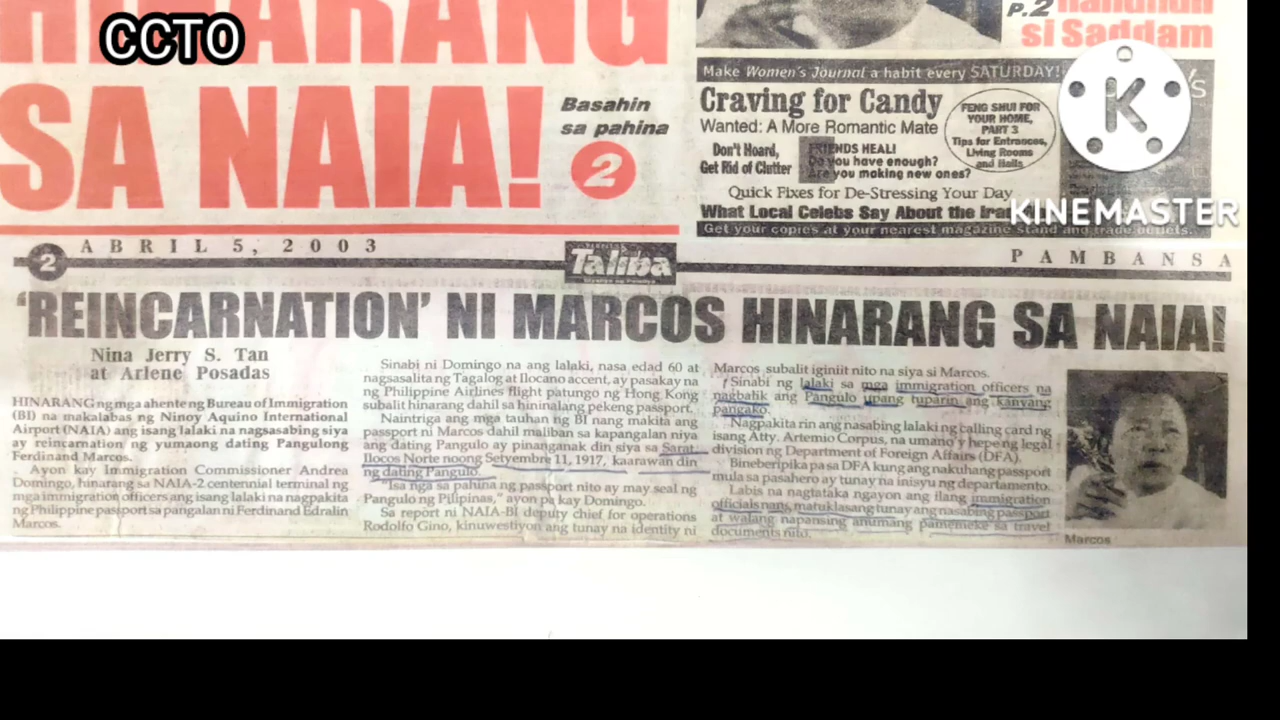 HINARANG
CCTO
SA NAIA!
Basahin
sa pahina
2
P.2
si Saddam
Make Women's Journal a habit every SATURDAY!
Craving for Candy
Wanted: A More Romantic Mate
Don't Hoard,
Get Rid of Clutter
FRIENDS HEAL!
Do you have enough?
Are you making new ones?
FENG SHUI FOR
YOUR HOME,
PART 3
Tips for Entrances,
Living Rooms
and Halls
Quick Fixes for De-Stressing Your Day
What Local Celebs Say About the
Get your copies at your nearest magazine stand and trade outlets.
K
KINEMASTER
2
ABRIL 5, 2003
Taliba
PAMBANSA
'REINCARNATION' NI MARCOS HINARANG SA NAIA!
Nina Jerry S. Tan
at Arlene Posadas
HINARANG ng mga ahente ng Bureau of Immigration
(BI) na makalabas ng Ninoy Aquino International
Airport (NAIA) ang isang lalaki na nagsasabing siya
ay reincarnation ng yumaong dating Pangulong
Ferdinand Marcos.
Ayon kay Immigration Commissioner Andrea
Domingo, hinarang sa NAIA-2 centennial terminal ng
mga immigration officers ang isang lalaki na nagpakita
ng Philippine passport sa pangalan ni Ferdinand Edralin
Marcos.
Sinabi ni Domingo na ang lalaki, nasa edad 60 at
nagsasalita ng Tagalog at Ilocano accent, ay pasakay na
ng Philippine Airlines flight patungo ng Hong Kong
subalit hinarang dahil sa hininalang pekeng passport.
Naintriga ang mga tauhan ng BI nang makita ang
passport ni Marcos dahil maliban sa kapangalan niya
ang dating Pangulo ay pinanganak din siya sa Sarat,
Ilocos Norte noong Setyembre 11, 1917, kaarawan din
ng dating Pangulo.
"Isa mga sa pahina ng passport nito ay may seal ng
Pangulo ng Pilipinas," ayon pa kay Domingo.
Sa report ni NAIA-BI deputy chief for operations
Rodolfo Gino, kinuwestiyon ang tunay na identity ni
Marcos subalit iginiit nito na siya si Marcos.
Sinabi ng lalaki sa mga immigration officers na
nagbalik ang Pangulo upang tuparin ang kanyang
pangako.
Nagpakita rin ang nasabing lalaki ng calling card ng
isang Atty. Artemio Corpus, na umano'y hepe ng legal
division ng Department of Foreign Affairs (DFA).
Bineberipika pa sa DFA kung ang nakuhang passport
mula sa pasahero ay tunay na inisyu ng departamento.
Labis na nagtataka ngayon ang ilang immigration
officials nang matuklasang tunay ang nasabing passport
at walang napansing anumang pamemeke sa travel
documents nito.
Marcos